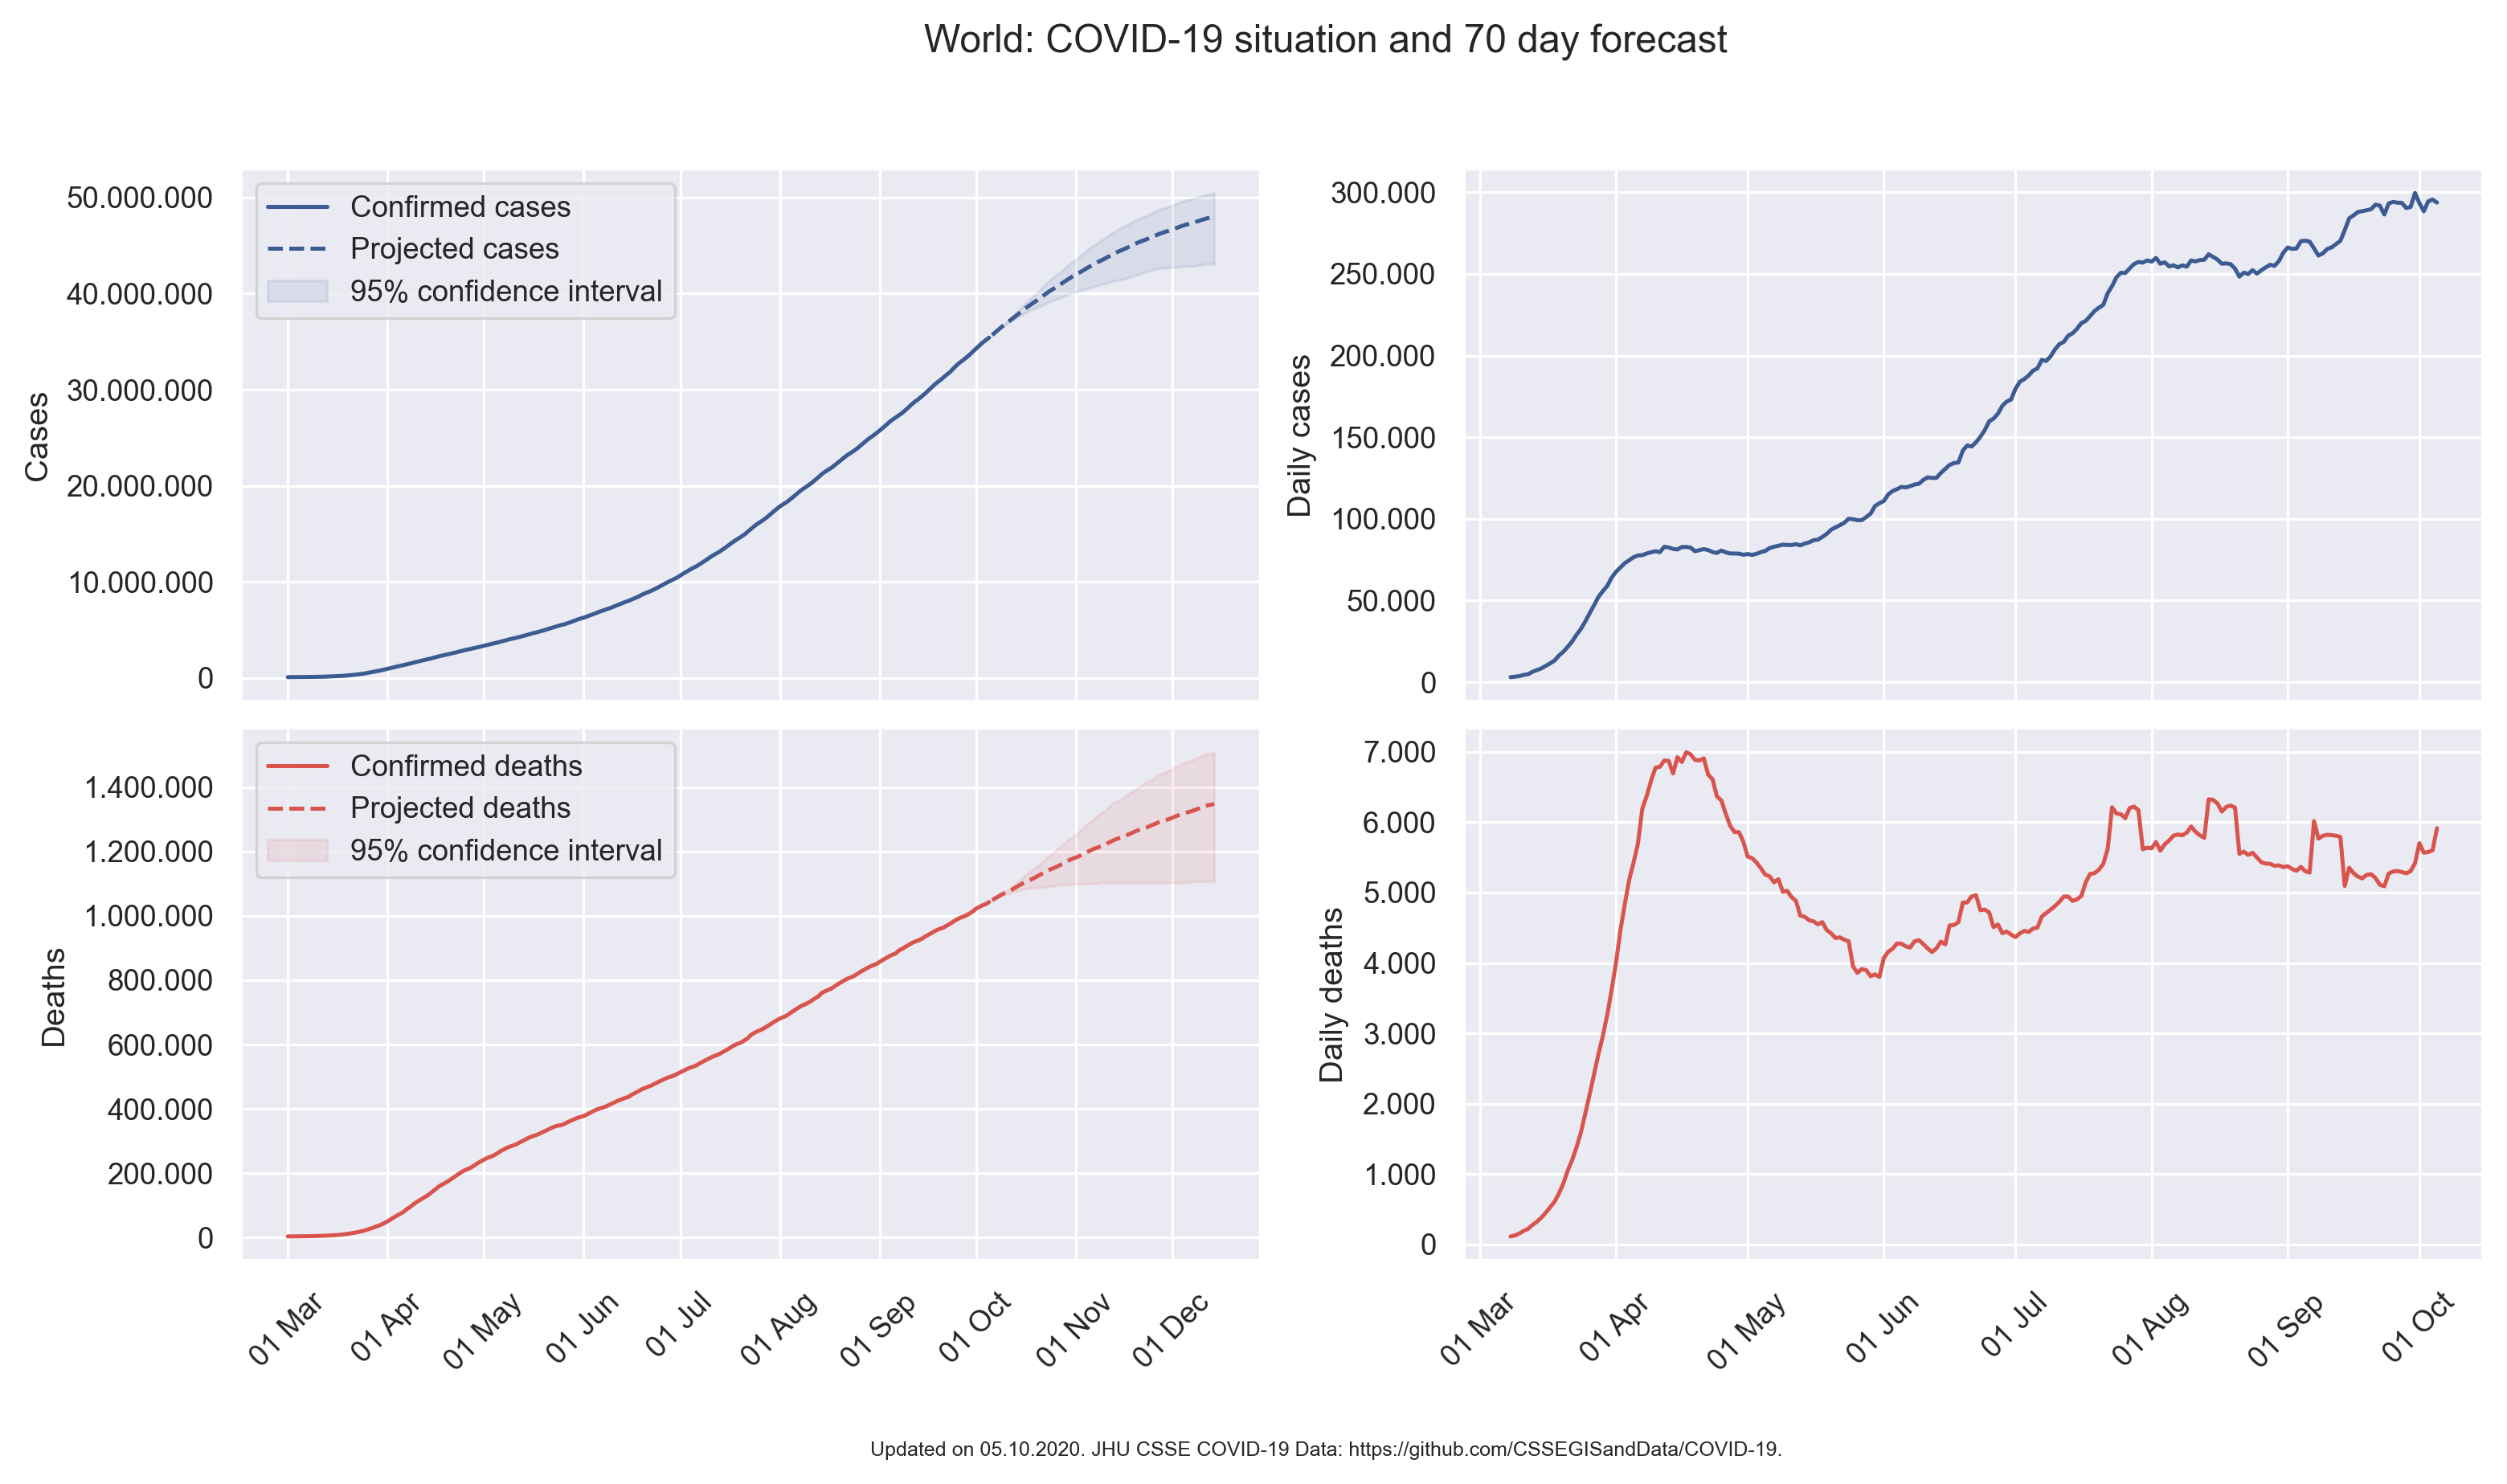 World: COVID-19 situation and 70 day forecast
Cases
50.000.000
40.000.000
30.000.000
20.000.000
10.000.000
0
Confirmed cases
Projected cases
95% confidence interval
Daily cases
300.000
250.000
200.000
150.000
100.000
50.000
0
Deaths
1.400.000
1.200.000
1.000.000
800.000
600.000
400.000
200.000
0
Confirmed deaths
Projected deaths
95% confidence interval
01 Mar
01 Apr
01 May
01 Jun
01 Jul
01 Aug
01 Sep
01 Oct
01 Nov
01 Dec
Daily deaths
7.000
6.000
5.000
4.000
3.000
2.000
1.000
0
01 Mar
01 Apr
01 May
01 Jun
01 Jul
01 Aug
01 Sep
01 Oct
Updated on 05.10.2020. JHU CSSE COVID-19 Data: https://github.com/CSSEGISandData/COVID-19.